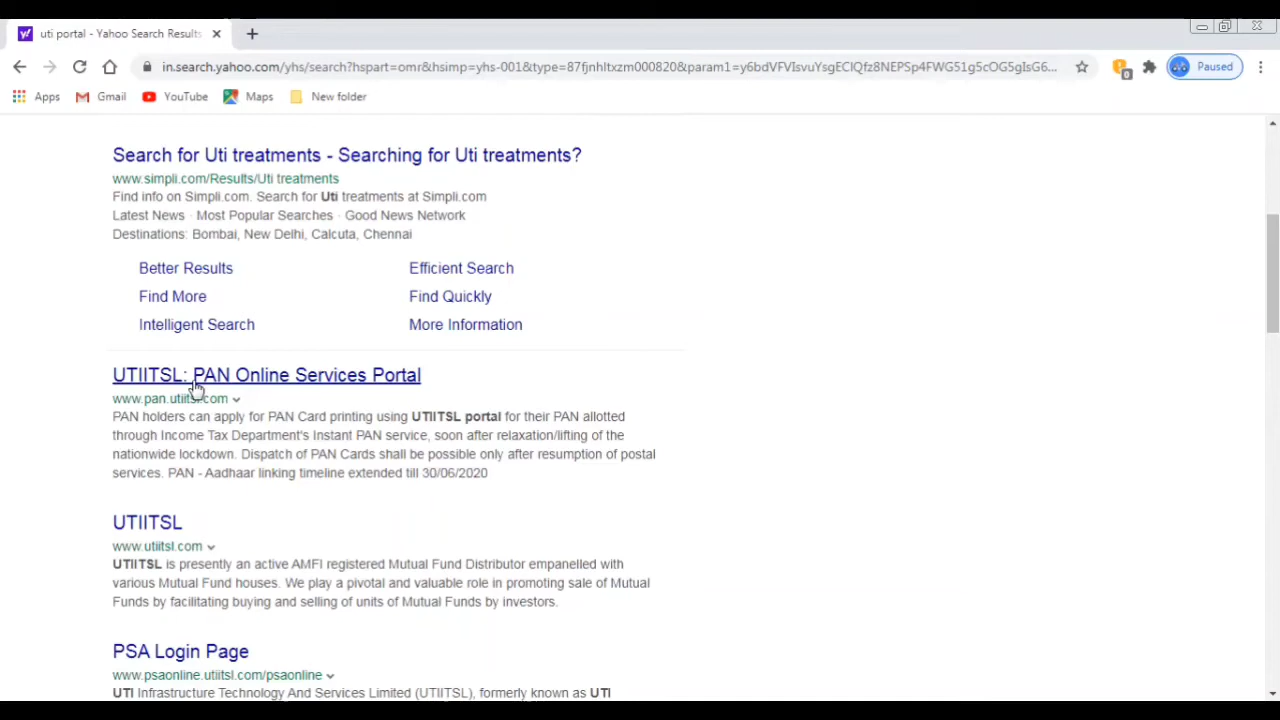 uti portal - Yahoo Search Results
in.search.yahoo.com/yhs/search?hspart=omr&hsimp=yhs-001&type=87fjnhltxzm000820&param1=y6bdVFVIsvuYsgEClQfz8NEPSp4FWG51g5cOG5gIsG6...
0
Paused
Apps Gmail YouTube Maps New folder
Search for Uti treatments - Searching for Uti treatments?
www.simpli.com/Results/Uti treatments
Find info on Simpli.com. Search for Uti treatments at Simpli.com
Latest News · Most Popular Searches · Good News Network
Destinations: Bombai, New Delhi, Calcuta, Chennai
Better Results Efficient Search
Find More Find Quickly
Intelligent Search More Information
UTIITSL: PAN Online Services Portal
www.pan.utiitsl.com
PAN holders can apply for PAN Card printing using UTIITSL portal for their PAN allotted
through Income Tax Department's Instant PAN service, soon after relaxation/lifting of the
nationwide lockdown. Dispatch of PAN Cards shall be possible only after resumption of postal
services. PAN - Aadhaar linking timeline extended till 30/06/2020
UTIITSL
www.utiitsl.com
UTIITSL is presently an active AMFI registered Mutual Fund Distributor empanelled with
various Mutual Fund houses. We play a pivotal and valuable role in promoting sale of Mutual
Funds by facilitating buying and selling of units of Mutual Funds by investors.
PSA Login Page
www.psaonline.utiitsl.com/psaonline
UTI Infrastructure Technology And Services Limited (UTIITSL), formerly known as UTI